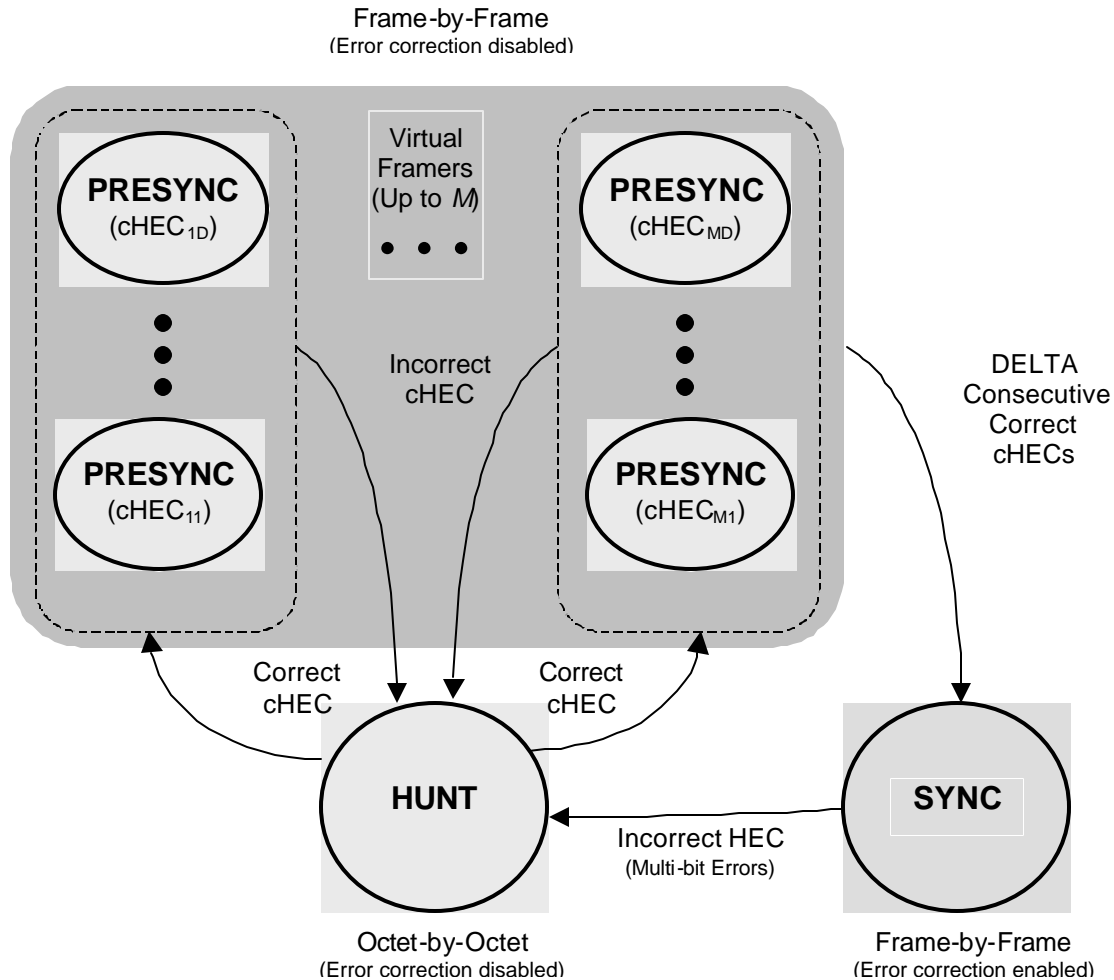 Frame-by-Frame
(Error correction disabled)
PRESYNC
(cHEC1D)
Virtual
Framers
(Up to M)
PRESYNC
(cHECMD)
Incorrect
cHEC
DELTA
Consecutive
Correct
cHECs
PRESYNC
(cHEC11)
PRESYNC
(cHECM1)
Correct
cHEC
Correct
cHEC
HUNT
SYNC
Incorrect HEC
(Multi-bit Errors)
Octet-by-Octet
(Error correction disabled)
Frame-by-Frame
(Error correction enabled)